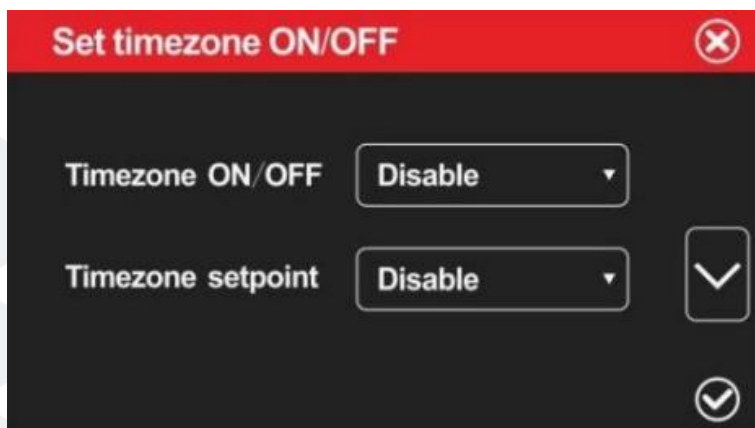 Set timezone ON/OFF
Timezone ON/OFF Disable
Timezone setpoint Disable